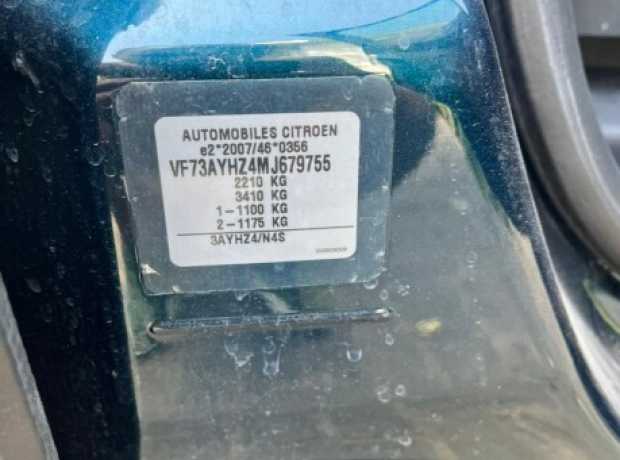 AUTOMOBILES CITROEN
e2*2007/46*0356
VF73AYHZ4MJ679755
2210 KG
3410 KG
1-1100 KG
2-1175 KG
3AYHZ4/N4S